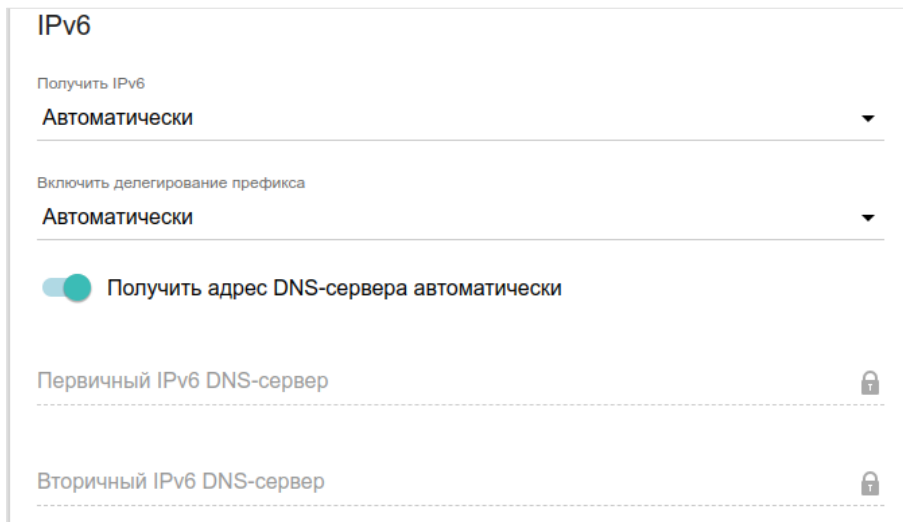 IPv6
Получить IPv6
Автоматически
Включить делегирование префикса
Автоматически
Получить адрес DNS-сервера автоматически
Первичный IPv6 DNS-сервер
Вторичный IPv6 DNS-сервер